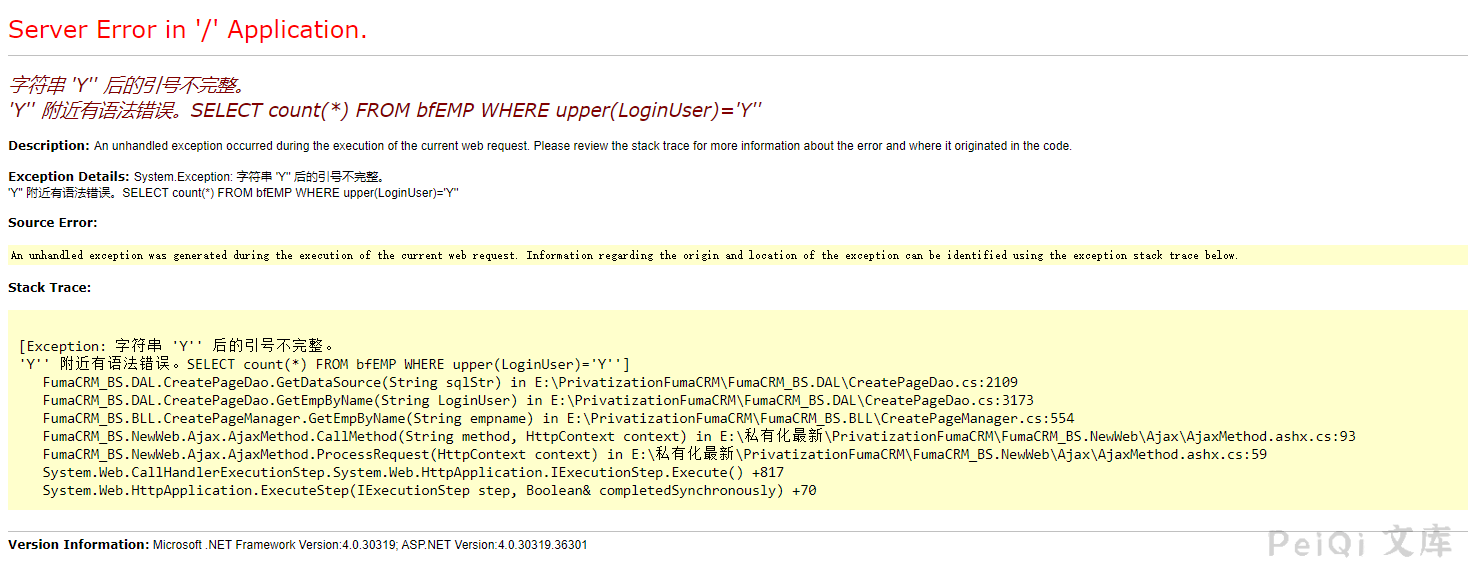 Server Error in '/' Application.
字符串 'Y'' 后的引号不完整。
'Y'' 附近有语法错误。SELECT count(*) FROM bfEMP WHERE upper(LoginUser)='Y''
Description: An unhandled exception occurred during the execution of the current web request. Please review the stack trace for more information about the error and where it originated in the code.
Exception Details: System.Exception: 字符串 'Y'' 后的引号不完整。
'Y'' 附近有语法错误。SELECT count(*) FROM bfEMP WHERE upper(LoginUser)='Y''
Source Error:
An unhandled exception was generated during the execution of the current web request. Information regarding the origin and location of the exception can be identified using the exception stack trace below.
Stack Trace:
[Exception: 字符串 'Y'' 后的引号不完整。
'Y'' 附近有语法错误。SELECT count(*) FROM bfEMP WHERE upper(LoginUser)='Y'']
FumaCRM_BS.DAL.CreatePageDao.GetDataSource(String sqlStr) in E:\PrivatizationFumaCRM\FumaCRM_BS.DAL\CreatePageDao.cs:2109
FumaCRM_BS.DAL.CreatePageDao.GetEmpByName(String LoginUser) in E:\PrivatizationFumaCRM\FumaCRM_BS.DAL\CreatePageDao.cs:3173
FumaCRM_BS.BLL.CreatePageManager.GetEmpByName(String empname) in E:\PrivatizationFumaCRM\FumaCRM_BS.BLL\CreatePageManager.cs:554
FumaCRM_BS.NewWeb.Ajax.AjaxMethod.CallMethod(String method, HttpContext context) in E:\私有化最新\PrivatizationFumaCRM\FumaCRM_BS.NewWeb\Ajax\AjaxMethod.ashx.cs:93
FumaCRM_BS.NewWeb.Ajax.AjaxMethod.ProcessRequest(HttpContext context) in E:\私有化最新\PrivatizationFumaCRM\FumaCRM_BS.NewWeb\Ajax\AjaxMethod.ashx.cs:59
System.Web.CallHandlerExecutionStep.System.Web.HttpApplication.IExecutionStep.Execute() +817
System.Web.HttpApplication.ExecuteStep(IExecutionStep step, Boolean& completedSynchronously) +70
Version Information: Microsoft .NET Framework Version:4.0.30319; ASP.NET Version:4.0.30319.36301
PeiQi 文库